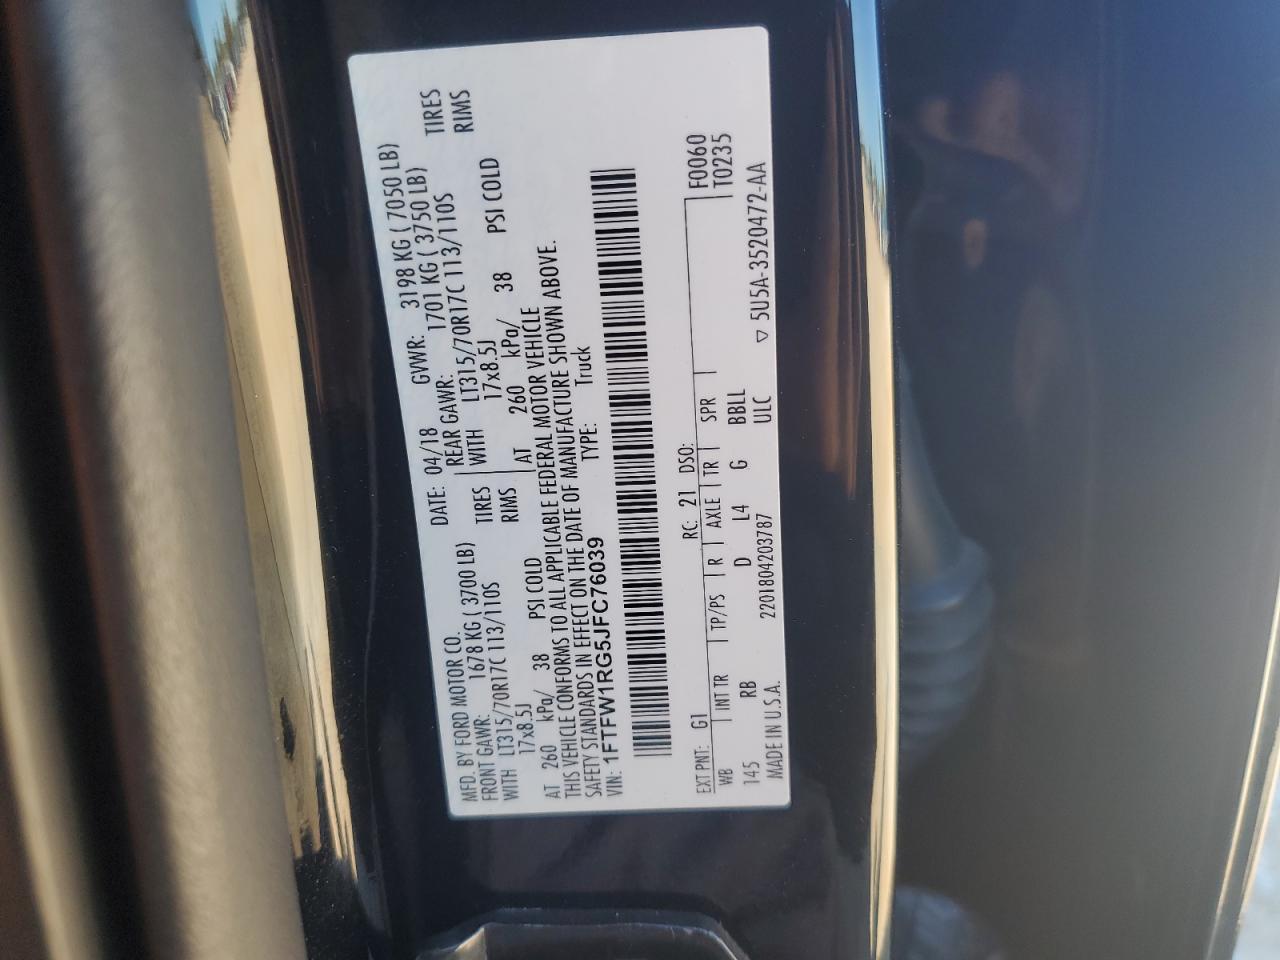 MFD. BY FORD MOTOR CO. DATE: 04/18 GVWR: 3198 KG ( 7050 LB)
FRONT GAWR: 1678 KG ( 3700 LB) REAR GAWR: 1701 KG ( 3750 LB)
WITH LT315/70R17C 113/110S TIRES WITH LT315/70R17C 113/110S TIRES
17x8.5J RIMS 17x8.5J RIMS
AT 260 kPa/ 38 PSI COLD AT 260 kPa/ 38 PSI COLD
THIS VEHICLE CONFORMS TO ALL APPLICABLE FEDERAL MOTOR VEHICLE
SAFETY STANDARDS IN EFFECT ON THE DATE OF MANUFACTURE SHOWN ABOVE.
VIN: 1FTFW1RG5JFC76039 TYPE: Truck
EXT PNT: G1 RC: 21 DSO: F0060
WB INT TR TP/PS R AXLE TR SPR T0235
145 RB D L4 G BBLL
2201804203787 ULC
MADE IN U.S.A. ▽ 5U5A-3520472-AA